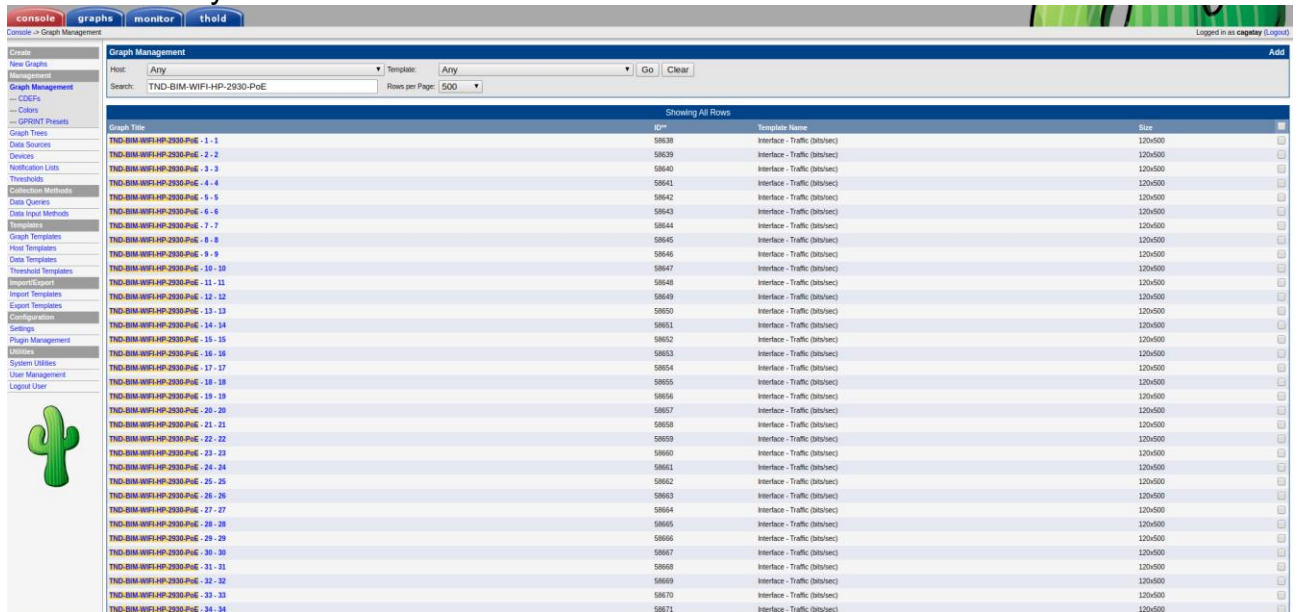 console graphs monitor thold
Console -> Graph Management Logged in as cagatay (Logout)
Create
New Graphs
Management
Graph Management
--- CDEFs
--- Colors
--- GPRINT Presets
Graph Trees
Data Sources
Devices
Notification Lists
Thresholds
Collection Methods
Data Queries
Data Input Methods
Templates
Graph Templates
Host Templates
Data Templates
Threshold Templates
Import/Export
Import Templates
Export Templates
Configuration
Settings
Plugin Management
Utilities
System Utilities
User Management
Logout User
Graph Management Add
Host: Any Template: Any Go Clear
Search: TND-BIM-WIFI-HP-2930-PoE Rows per Page: 500
Showing All Rows
Graph Title ID** Template Name Size
TND-BIM-WIFI-HP-2930-PoE - 1 - 1 58638 Interface - Traffic (bits/sec) 120x500
TND-BIM-WIFI-HP-2930-PoE - 2 - 2 58639 Interface - Traffic (bits/sec) 120x500
TND-BIM-WIFI-HP-2930-PoE - 3 - 3 58640 Interface - Traffic (bits/sec) 120x500
TND-BIM-WIFI-HP-2930-PoE - 4 - 4 58641 Interface - Traffic (bits/sec) 120x500
TND-BIM-WIFI-HP-2930-PoE - 5 - 5 58642 Interface - Traffic (bits/sec) 120x500
TND-BIM-WIFI-HP-2930-PoE - 6 - 6 58643 Interface - Traffic (bits/sec) 120x500
TND-BIM-WIFI-HP-2930-PoE - 7 - 7 58644 Interface - Traffic (bits/sec) 120x500
TND-BIM-WIFI-HP-2930-PoE - 8 - 8 58645 Interface - Traffic (bits/sec) 120x500
TND-BIM-WIFI-HP-2930-PoE - 9 - 9 58646 Interface - Traffic (bits/sec) 120x500
TND-BIM-WIFI-HP-2930-PoE - 10 - 10 58647 Interface - Traffic (bits/sec) 120x500
TND-BIM-WIFI-HP-2930-PoE - 11 - 11 58648 Interface - Traffic (bits/sec) 120x500
TND-BIM-WIFI-HP-2930-PoE - 12 - 12 58649 Interface - Traffic (bits/sec) 120x500
TND-BIM-WIFI-HP-2930-PoE - 13 - 13 58650 Interface - Traffic (bits/sec) 120x500
TND-BIM-WIFI-HP-2930-PoE - 14 - 14 58651 Interface - Traffic (bits/sec) 120x500
TND-BIM-WIFI-HP-2930-PoE - 15 - 15 58652 Interface - Traffic (bits/sec) 120x500
TND-BIM-WIFI-HP-2930-PoE - 16 - 16 58653 Interface - Traffic (bits/sec) 120x500
TND-BIM-WIFI-HP-2930-PoE - 17 - 17 58654 Interface - Traffic (bits/sec) 120x500
TND-BIM-WIFI-HP-2930-PoE - 18 - 18 58655 Interface - Traffic (bits/sec) 120x500
TND-BIM-WIFI-HP-2930-PoE - 19 - 19 58656 Interface - Traffic (bits/sec) 120x500
TND-BIM-WIFI-HP-2930-PoE - 20 - 20 58657 Interface - Traffic (bits/sec) 120x500
TND-BIM-WIFI-HP-2930-PoE - 21 - 21 58658 Interface - Traffic (bits/sec) 120x500
TND-BIM-WIFI-HP-2930-PoE - 22 - 22 58659 Interface - Traffic (bits/sec) 120x500
TND-BIM-WIFI-HP-2930-PoE - 23 - 23 58660 Interface - Traffic (bits/sec) 120x500
TND-BIM-WIFI-HP-2930-PoE - 24 - 24 58661 Interface - Traffic (bits/sec) 120x500
TND-BIM-WIFI-HP-2930-PoE - 25 - 25 58662 Interface - Traffic (bits/sec) 120x500
TND-BIM-WIFI-HP-2930-PoE - 26 - 26 58663 Interface - Traffic (bits/sec) 120x500
TND-BIM-WIFI-HP-2930-PoE - 27 - 27 58664 Interface - Traffic (bits/sec) 120x500
TND-BIM-WIFI-HP-2930-PoE - 28 - 28 58665 Interface - Traffic (bits/sec) 120x500
TND-BIM-WIFI-HP-2930-PoE - 29 - 29 58666 Interface - Traffic (bits/sec) 120x500
TND-BIM-WIFI-HP-2930-PoE - 30 - 30 58667 Interface - Traffic (bits/sec) 120x500
TND-BIM-WIFI-HP-2930-PoE - 31 - 31 58668 Interface - Traffic (bits/sec) 120x500
TND-BIM-WIFI-HP-2930-PoE - 32 - 32 58669 Interface - Traffic (bits/sec) 120x500
TND-BIM-WIFI-HP-2930-PoE - 33 - 33 58670 Interface - Traffic (bits/sec) 120x500
TND-BIM-WIFI-HP-2930-PoE - 34 - 34 58671 Interface - Traffic (bits/sec) 120x500